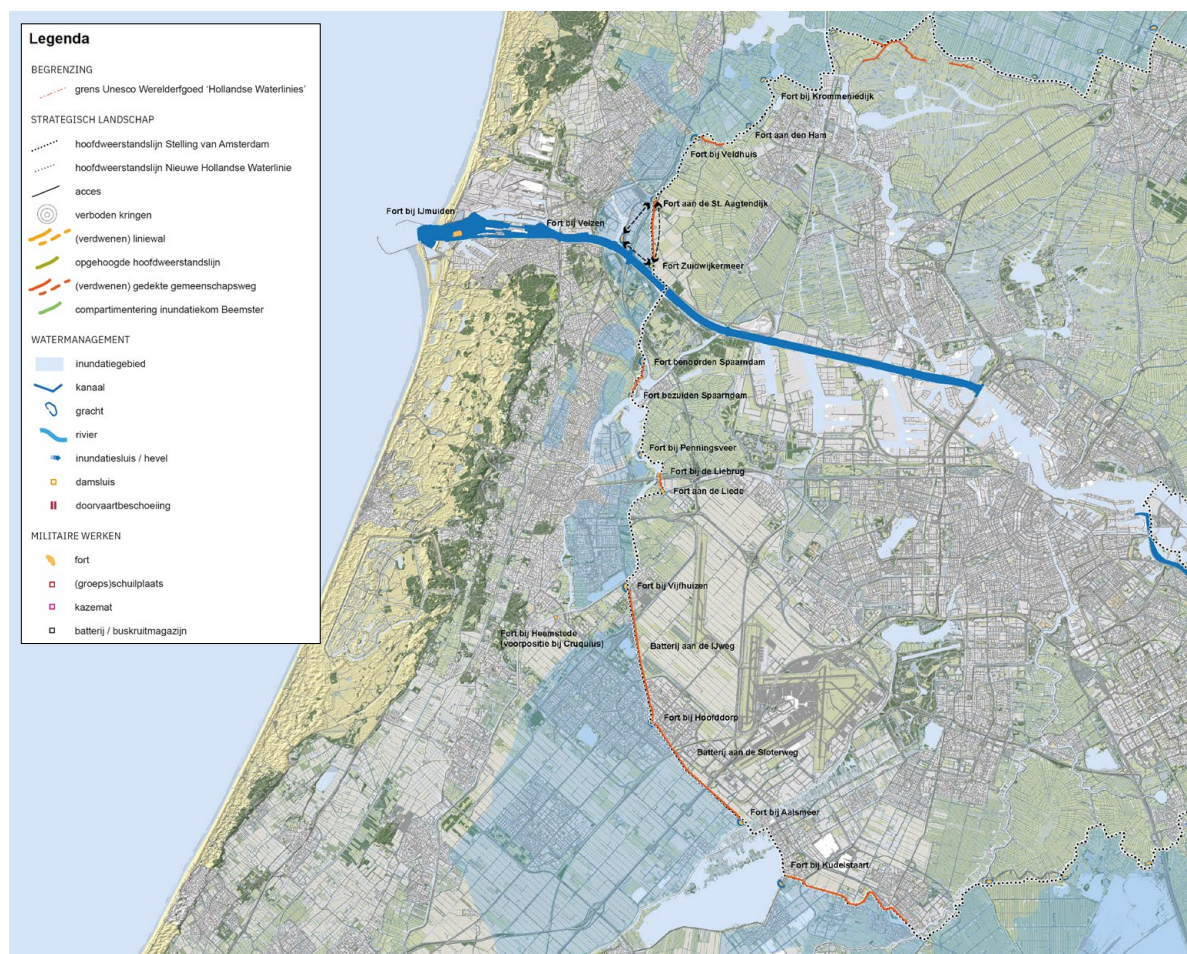 Legenda
BEGRENZING
grens Unesco Werelderfgoed 'Hollandse Waterlinies'
STRATEGISCH LANDSCHAP
hoofdweerstandslijn Stelling van Amsterdam
hoofdweerstandslijn Nieuwe Hollandse Waterlinie
acces
verboden kringen
(verdwenen) liniewal
opgehoogde hoofdweerstandslijn
(verdwenen) gedekte gemeenschapsweg
compartimentering inundatiekom Beemster
WATERMANAGEMENT
inundatiegebied
kanaal
gracht
rivier
inundatiesluis / hevel
damsluis
doorvaartbeschoeiing
MILITAIRE WERKEN
fort
(groeps)schuilplaats
kazemat
batterij / buskruitmagazijn
Fort bij Krommeniedijk
Fort aan den Ham
Fort bij Veldhuis
Fort aan de St. Aagtendijk
Fort bij IJmuiden
Fort bij Velzen
Fort Zuidwijkermeer
Fort benoorden Spaarndam
Fort bezuiden Spaarndam
Fort bij Penningsveer
Fort bij de Liebrug
Fort aan de Liede
Fort bij Vijfhuizen
Fort bij Heemstede
(voorpositie bij Cruquius)
Batterij aan de IJweg
Fort bij Hoofddorp
Batterij aan de Sloterweg
Fort bij Aalsmeer
Fort bij Kudelstaart